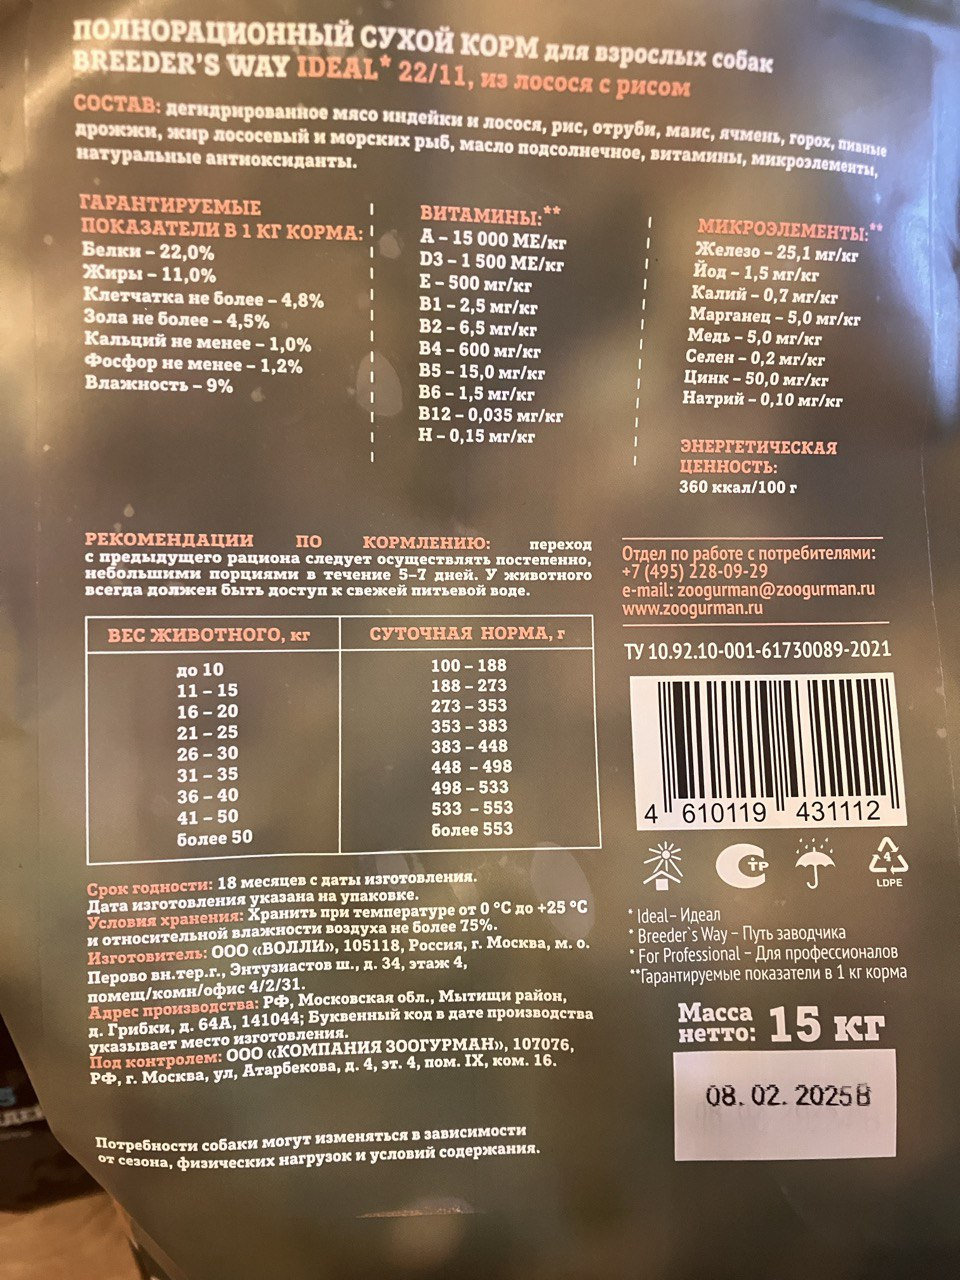 ПОЛНОРАЦИОННЫЙ СУХОЙ КОРМ для взрослых собак
BREEDER'S WAY IDEAL* 22/11, из лосося с рисом
СОСТАВ: дегидрированное мясо индейки и лосося, рис, отруби, маис, ячмень, горох, пивные
дрожжи, жир лососевый и морских рыб, масло подсолнечное, витамины, микроэлементы,
натуральные антиоксиданты.
ГАРАНТИРУЕМЫЕ
ПОКАЗАТЕЛИ В 1 КГ КОРМА:
Белки – 22,0%
Жиры – 11,0%
Клетчатка не более – 4,8%
Зола не более – 4,5%
Кальций не менее – 1,0%
Фосфор не менее – 1,2%
Влажность – 9%
ВИТАМИНЫ:**
А – 15 000 МЕ/кг
D3 – 1 500 МЕ/кг
Е – 500 мг/кг
В1 – 2,5 мг/кг
В2 – 6,5 мг/кг
В4 – 600 мг/кг
В5 – 15,0 мг/кг
В6 – 1,5 мг/кг
В12 – 0,035 мг/кг
Н – 0,15 мг/кг
МИКРОЭЛЕМЕНТЫ:**
Железо – 25,1 мг/кг
Йод – 1,5 мг/кг
Калий – 0,7 мг/кг
Марганец – 5,0 мг/кг
Медь – 5,0 мг/кг
Селен – 0,2 мг/кг
Цинк – 50,0 мг/кг
Натрий – 0,10 мг/кг
ЭНЕРГЕТИЧЕСКАЯ
ЦЕННОСТЬ:
360 ккал/100 г
РЕКОМЕНДАЦИИ ПО КОРМЛЕНИЮ: переход
с предыдущего рациона следует осуществлять постепенно,
небольшими порциями в течение 5–7 дней. У животного
всегда должен быть доступ к свежей питьевой воде.
ВЕС ЖИВОТНОГО, кг СУТОЧНАЯ НОРМА, г
до 10 100 – 188
11 – 15 188 – 273
16 – 20 273 – 353
21 – 25 353 – 383
26 – 30 383 – 448
31 – 35 448 – 498
36 – 40 498 – 533
41 – 50 533 – 553
более 50 более 553
Отдел по работе с потребителями:
+7 (495) 228-09-29
e-mail: zoogurman@zoogurman.ru
www.zoogurman.ru
ТУ 10.92.10-001-61730089-2021
4 610119 431112
СТР
4
LDPE
Срок годности: 18 месяцев с даты изготовления.
Дата изготовления указана на упаковке.
Условия хранения: Хранить при температуре от 0 °С до +25 °С
и относительной влажности воздуха не более 75%.
Изготовитель: ООО «ВОЛЛИ», 105118, Россия, г. Москва, м. о.
Перово вн.тер.г., Энтузиастов ш., д. 34, этаж 4,
помещ/комн/офис 4/2/31.
Адрес производства: РФ, Московская обл., Мытищи район,
д. Грибки, д. 64А, 141044; Буквенный код в дате производства
указывает место изготовления.
Под контролем: ООО «КОМПАНИЯ ЗООГУРМАН», 107076,
РФ, г. Москва, ул, Атарбекова, д. 4, эт. 4, пом. IX, ком. 16.
* Ideal– Идеал
* Breeder`s Way – Путь заводчика
* For Professional – Для профессионалов
**Гарантируемые показатели в 1 кг корма
Масса
нетто: 15 кг
08.02.2025В
Потребности собаки могут изменяться в зависимости
от сезона, физических нагрузок и условий содержания.